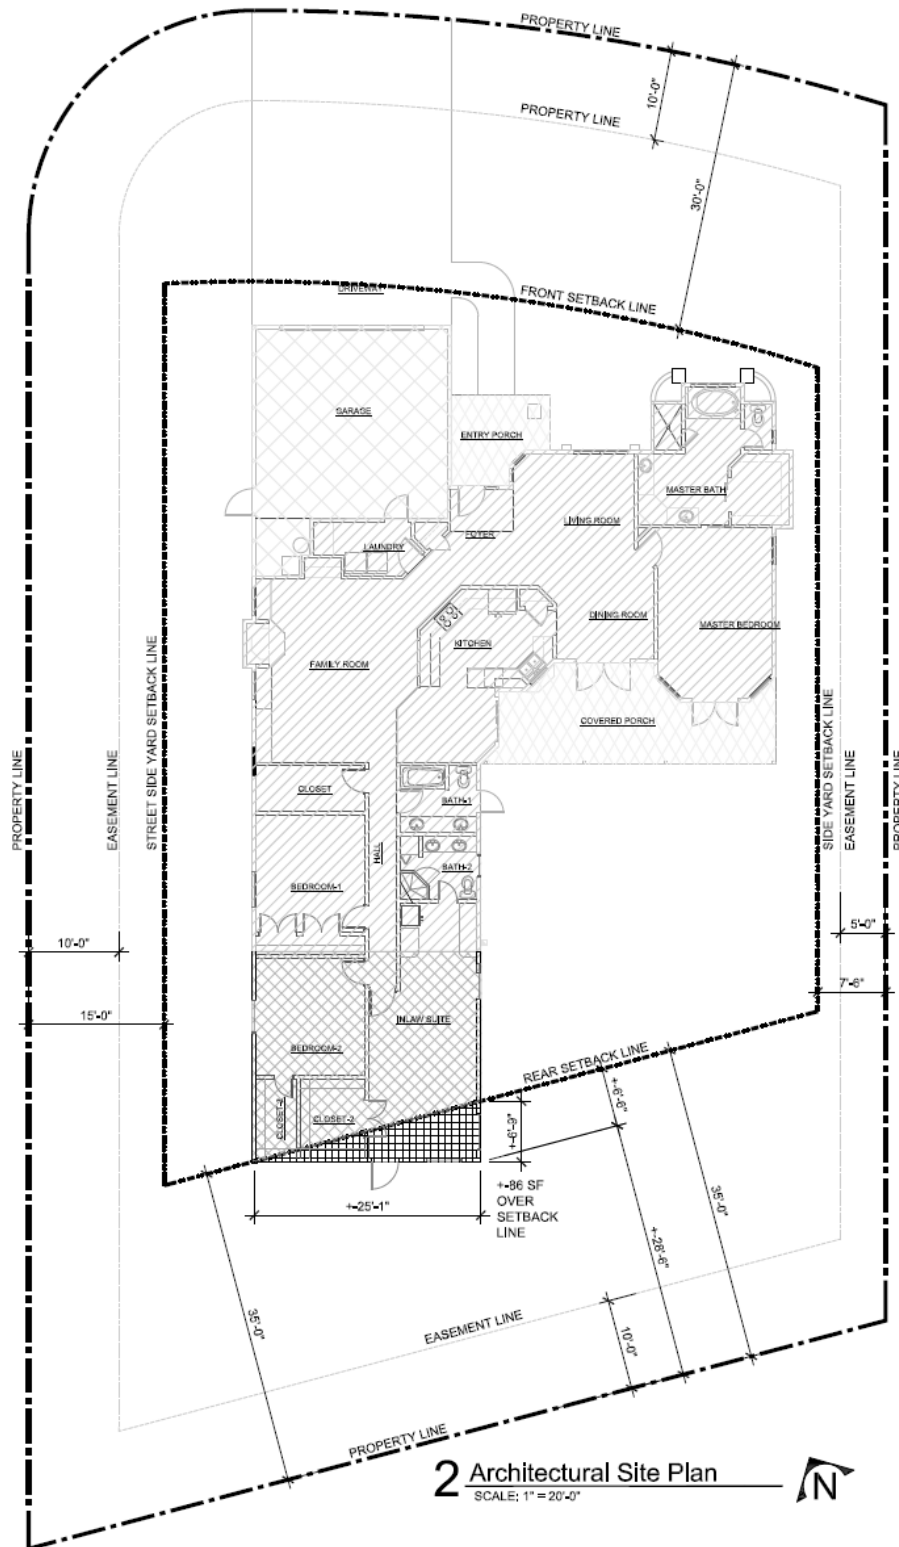 PROPERTY LINE
10'-0"
PROPERTY LINE
30'-0"
DRIVEWAY
FRONT SETBACK LINE
GARAGE
ENTRY PORCH
MASTER BATH
LIVING ROOM
FOYER
LAUNDRY
DINING ROOM
MASTER BEDROOM
KITCHEN
FAMILY ROOM
COVERED PORCH
STREET SIDE YARD SETBACK LINE
SIDE YARD SETBACK LINE
PROPERTY LINE
EASEMENT LINE
EASEMENT LINE
PROPERTY LINE
CLOSET
BATH-1
HALL
BATH-2
BEDROOM-1
10'-0"
5'-0"
7'-6"
15'-0"
INLAW SUITE
BEDROOM-2
REAR SETBACK LINE
CLOSET-2
+-6'-6"
+-6'-9"
+-86 SF
OVER
SETBACK
LINE
+-25'-1"
35'-0"
+-28'-6"
35'-0"
EASEMENT LINE
10'-0"
PROPERTY LINE
2 Architectural Site Plan
SCALE: 1" = 20'-0"
N